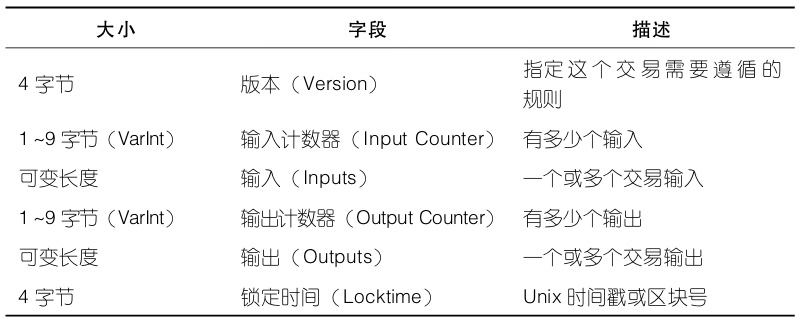 大小 字段 描述
4 字节 版本（Version） 指定这个交易需要遵循的
规则
1 ~9 字节（VarInt） 输入计数器（Input Counter） 有多少个输入
可变长度 输入（Inputs） 一个或多个交易输入
1 ~9 字节（VarInt） 输出计数器（Output Counter） 有多少个输出
可变长度 输出（Outputs） 一个或多个交易输出
4 字节 锁定时间（Locktime） Unix 时间戳或区块号